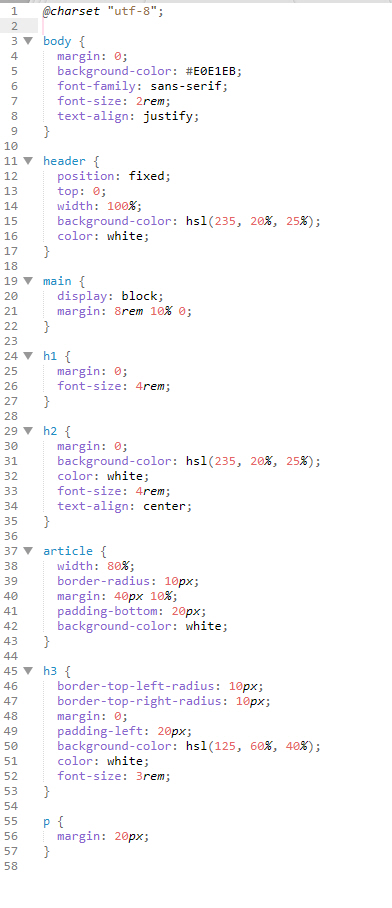 1 @charset "utf-8";
2
3 ▼ body {
4 margin: 0;
5 background-color: #E0E1EB;
6 font-family: sans-serif;
7 font-size: 2rem;
8 text-align: justify;
9 }
10
11 ▼ header {
12 position: fixed;
13 top: 0;
14 width: 100%;
15 background-color: hsl(235, 20%, 25%);
16 color: white;
17 }
18
19 ▼ main {
20 display: block;
21 margin: 8rem 10% 0;
22 }
23
24 ▼ h1 {
25 margin: 0;
26 font-size: 4rem;
27 }
28
29 ▼ h2 {
30 margin: 0;
31 background-color: hsl(235, 20%, 25%);
32 color: white;
33 font-size: 4rem;
34 text-align: center;
35 }
36
37 ▼ article {
38 width: 80%;
39 border-radius: 10px;
40 margin: 40px 10%;
41 padding-bottom: 20px;
42 background-color: white;
43 }
44
45 ▼ h3 {
46 border-top-left-radius: 10px;
47 border-top-right-radius: 10px;
48 margin: 0;
49 padding-left: 20px;
50 background-color: hsl(125, 60%, 40%);
51 color: white;
52 font-size: 3rem;
53 }
54
55 p {
56 margin: 20px;
57 }
58